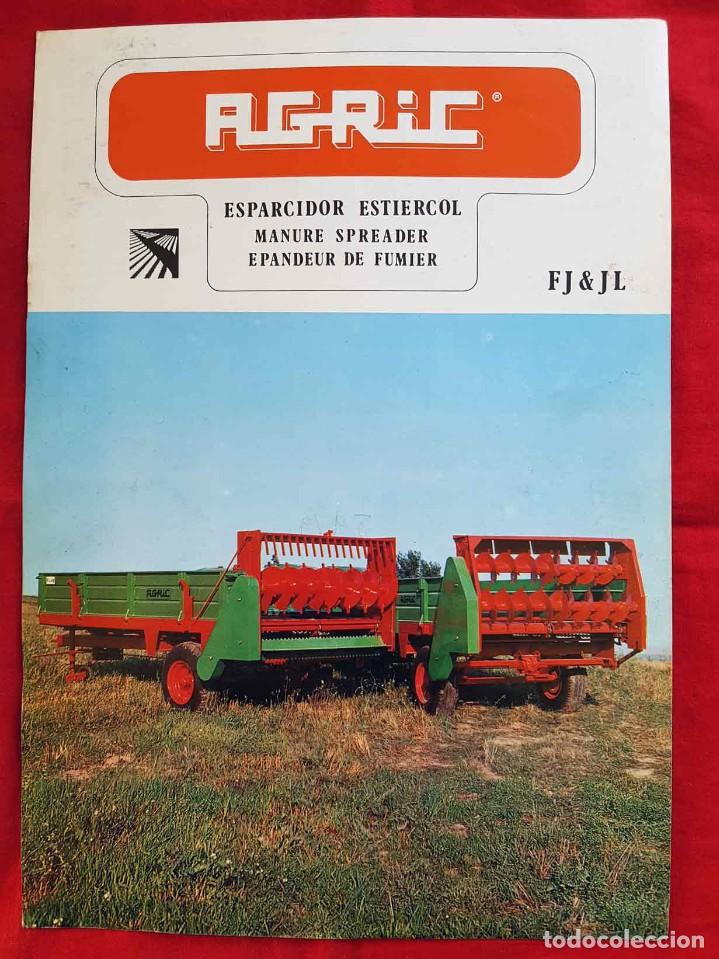 AGRIC®
ESPARCIDOR ESTIERCOL
MANURE SPREADER
EPANDEUR DE FUMIER
FJ & JL
AGRIC
todocoleccion